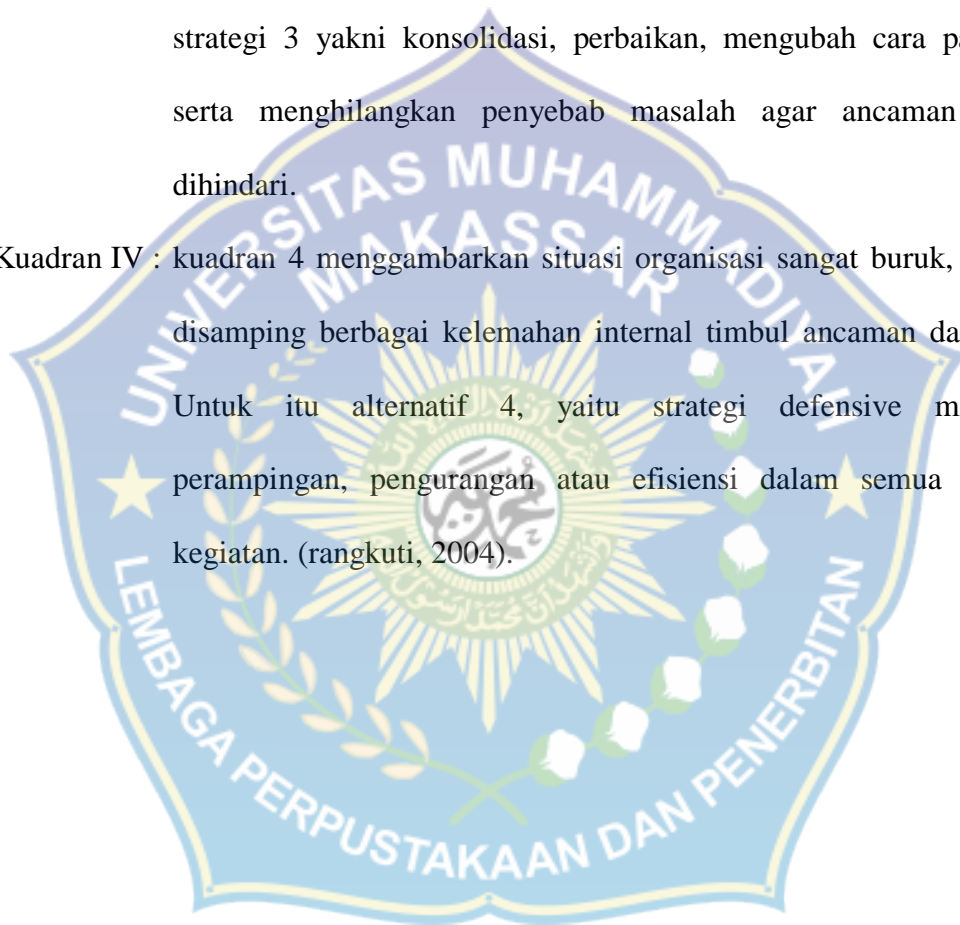 strategi 3 yakni konsolidasi, perbaikan, mengubah cara pa
serta menghilangkan penyebab masalah agar ancaman
dihindari.
Kuadran IV : kuadran 4 menggambarkan situasi organisasi sangat buruk,
disamping berbagai kelemahan internal timbul ancaman da
Untuk itu alternatif 4, yaitu strategi defensive m
perampingan, pengurangan atau efisiensi dalam semua
kegiatan. (rangkuti, 2004).
UNIVERSITAS MUHAMMADIYAH
MAKASSAR
LEMBAGA PERPUSTAKAAN DAN PENERBITAN